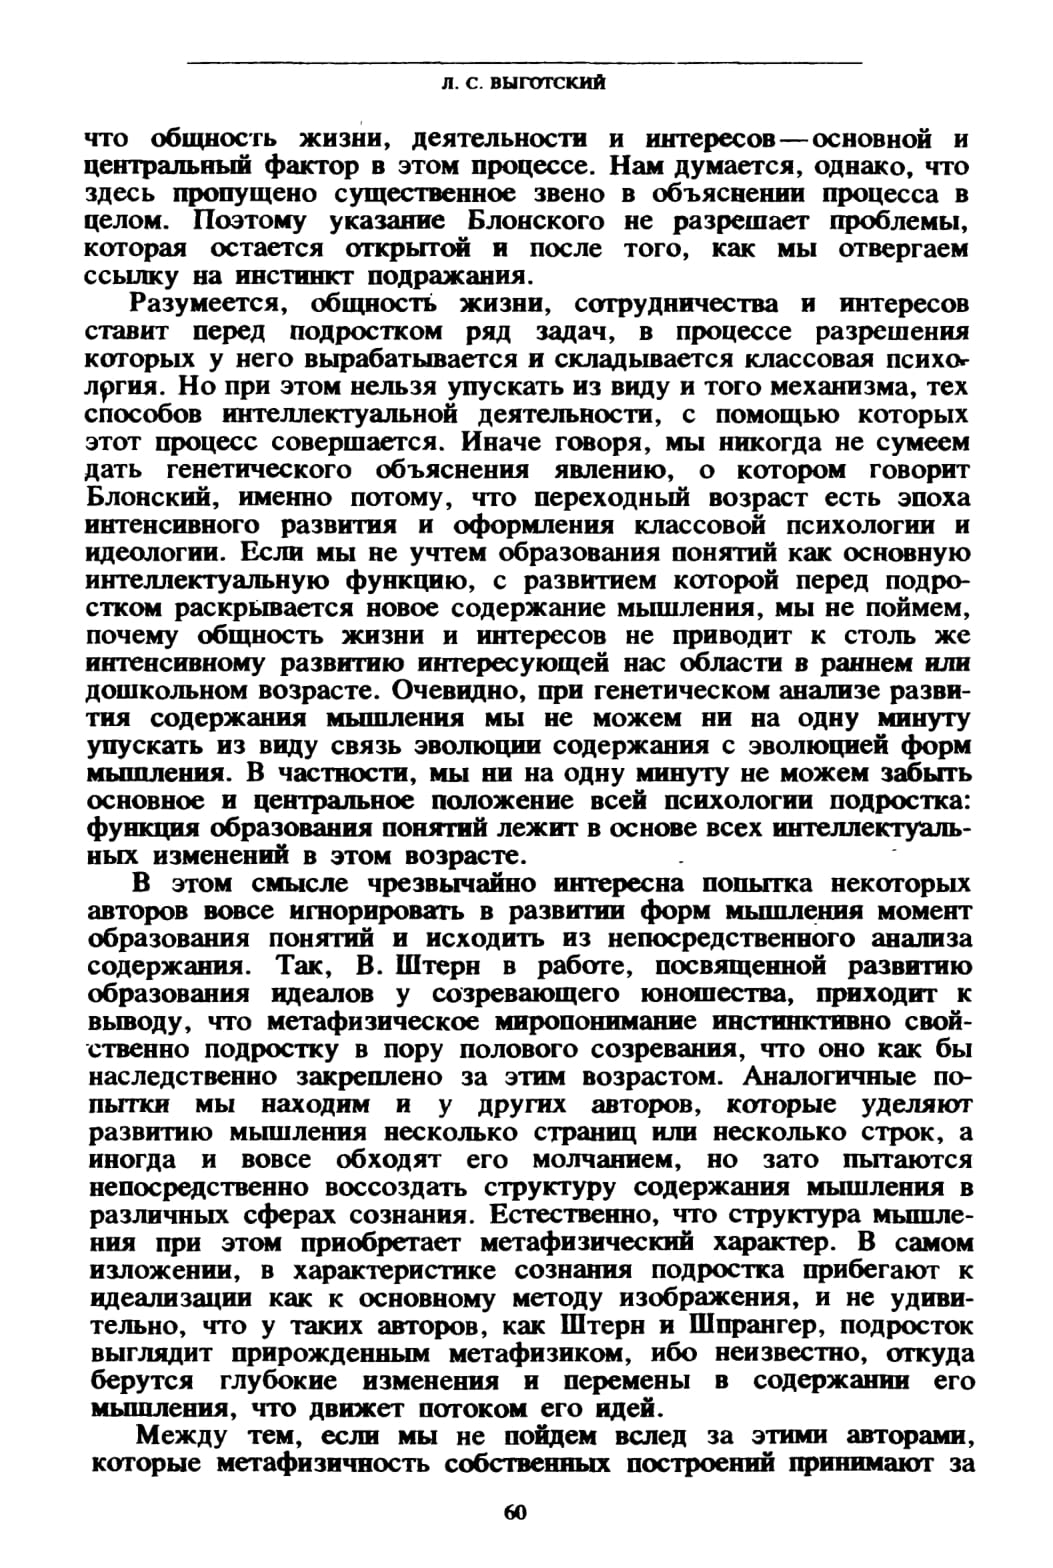 Л. С. ВЫГОТСКИЙ
что общность жизни, деятельности и интересов — основной и
центральный фактор в этом процессе. Нам думается, однако, что
здесь пропущено существенное звено в объяснении процесса в
целом. Поэтому указание Блонского не разрешает проблемы,
которая остается открытой и после того, как мы отвергаем
ссылку на инстинкт подражания.
Разумеется, общность жизни, сотрудничества и интересов
ставит перед подростком ряд задач, в процессе разрешения
которых у него вырабатывается и складывается классовая психо-
логия. Но при этом нельзя упускать из виду и того механизма, тех
способов интеллектуальной деятельности, с помощью которых
этот процесс совершается. Иначе говоря, мы никогда не сумеем
дать генетического объяснения явлению, о котором говорит
Блонский, именно потому, что переходный возраст есть эпоха
интенсивного развития и оформления классовой психологии и
идеологии. Если мы не учтем образования понятий как основную
интеллектуальную функцию, с развитием которой перед подро-
стком раскрывается новое содержание мышления, мы не поймем,
почему общность жизни и интересов не приводит к столь же
интенсивному развитию интересующей нас области в раннем или
дошкольном возрасте. Очевидно, при генетическом анализе разви-
тия содержания мышления мы не можем ни на одну минуту
упускать из виду связь эволюции содержания с эволюцией форм
мышления. В частности, мы ни на одну минуту не можем забыть
основное и центральное положение всей психологии подростка:
функция образования понятий лежит в основе всех интеллектуаль-
ных изменений в этом возрасте.
В этом смысле чрезвычайно интересна попытка некоторых
авторов вовсе игнорировать в развитии форм мышления момент
образования понятий и исходить из непосредственного анализа
содержания. Так, В. Штерн в работе, посвященной развитию
образования идеалов у созревающего юношества, приходит к
выводу, что метафизическое миропонимание инстинктивно свой-
ственно подростку в пору полового созревания, что оно как бы
наследственно закреплено за этим возрастом. Аналогичные по-
пытки мы находим и у других авторов, которые уделяют
развитию мышления несколько страниц или несколько строк, а
иногда и вовсе обходят его молчанием, но зато пытаются
непосредственно воссоздать структуру содержания мышления в
различных сферах сознания. Естественно, что структура мышле-
ния при этом приобретает метафизический характер. В самом
изложении, в характеристике сознания подростка прибегают к
идеализации как к основному методу изображения, и не удиви-
тельно, что у таких авторов, как Штерн и Шпрангер, подросток
выглядит прирожденным метафизиком, ибо неизвестно, откуда
берутся глубокие изменения и перемены в содержании его
мышления, что движет потоком его идей.
Между тем, если мы не пойдем вслед за этими авторами,
которые метафизичность собственных построений принимают за
60